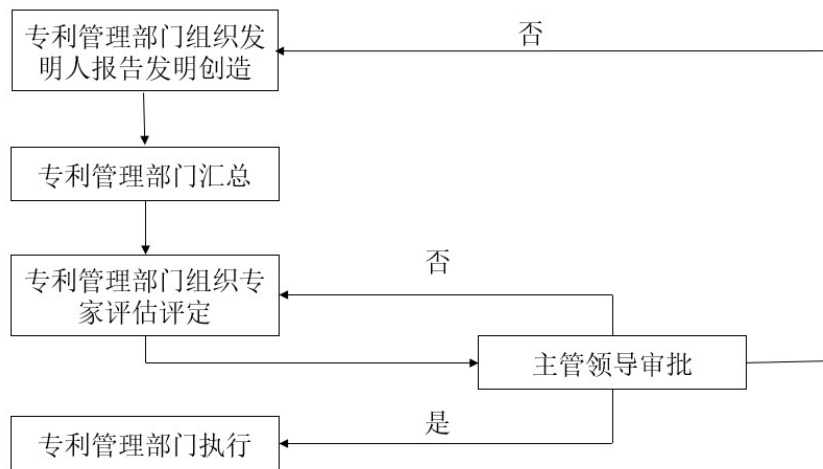 专利管理部门组织发
明人报告发明创造
否
专利管理部门汇总
专利管理部门组织专
家评估评定
否
主管领导审批
是
专利管理部门执行